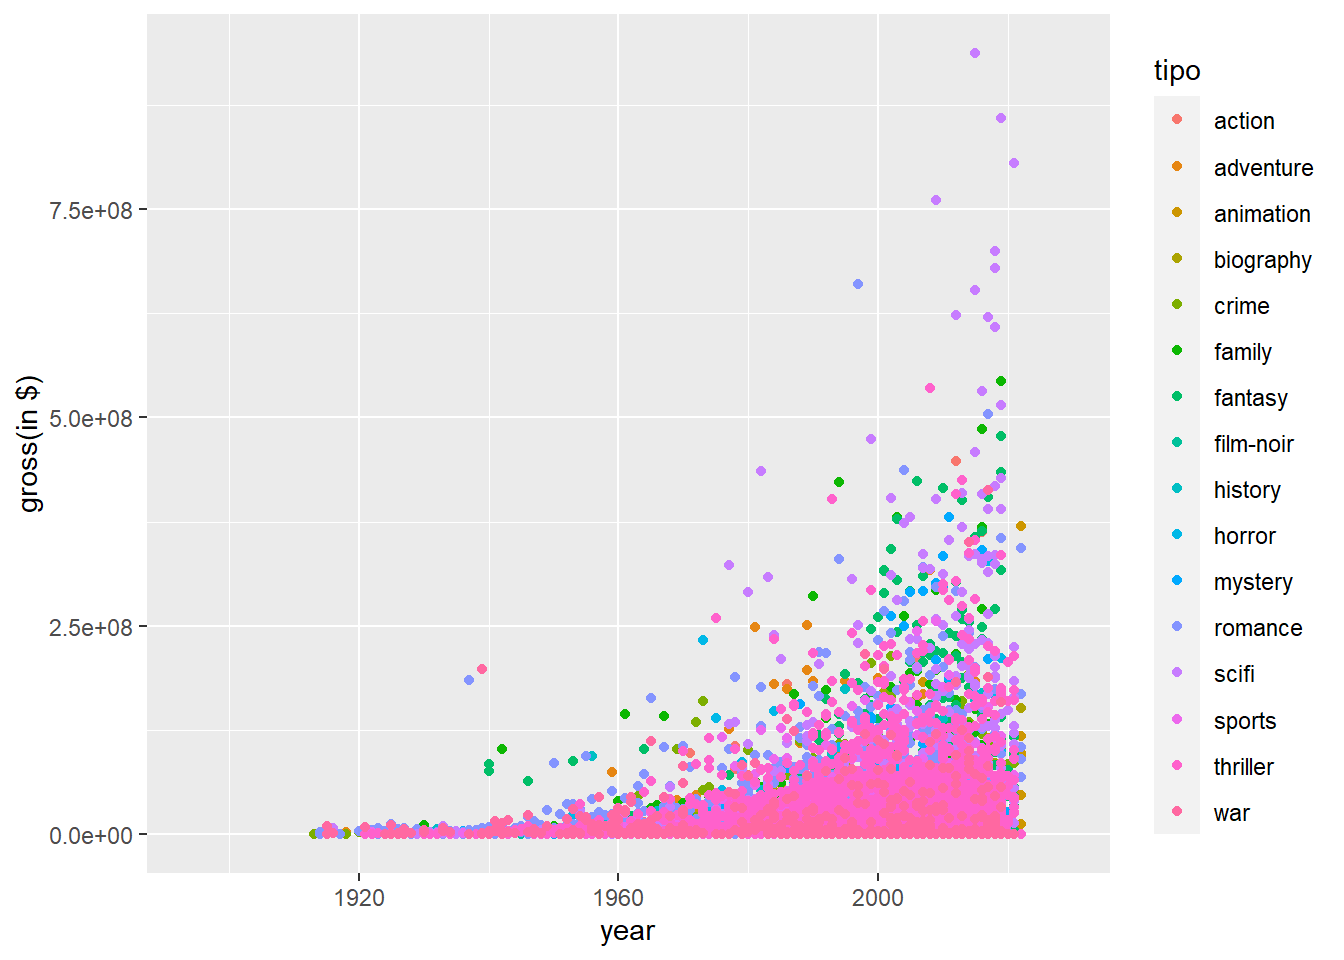 gross(in $)
7.5e+08
5.0e+08
2.5e+08
0.0e+00
1920
1960
2000
year
tipo
action
adventure
animation
biography
crime
family
fantasy
film-noir
history
horror
mystery
romance
scifi
sports
thriller
war